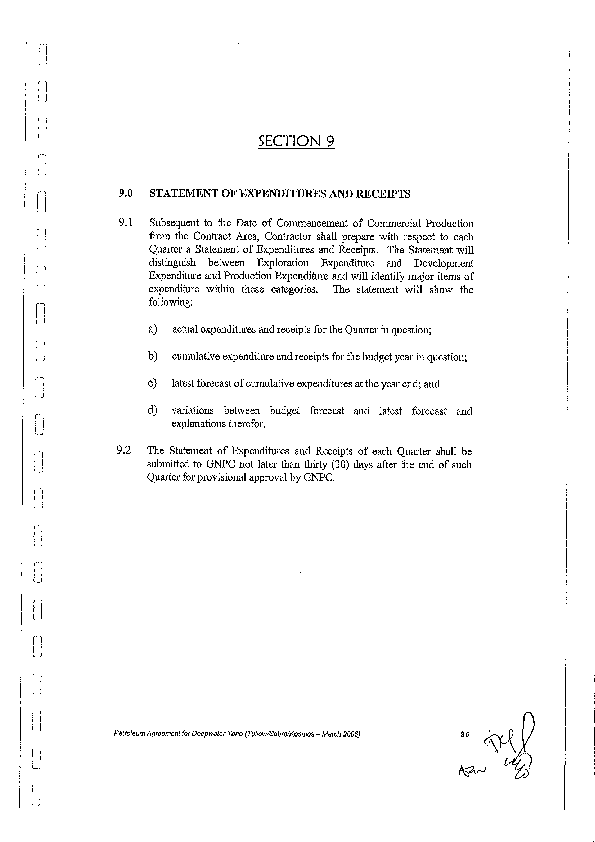 SECTION 9
9.0 STATEMENT OF EXPENDITURES AND RECEIPTS
9.1 Subsequent to the Date of Commencement of Commercial Production
from the Contract Area, Contractor shall prepare with respect to each
Quarter a Statement of Expenditures and Receipts. The Statement will
distinguish between Exploration Expenditure and Development
Expenditure and Production Expenditure and will identify major items of
expenditure within these categories. The statement will show the
following:
a) actual expenditures and receipts for the Quarter in question;
b) cumulative expenditure and receipts for the budget year in question;
c) latest forecast of cumulative expenditures at the year end; and
d) variations between budget forecast and latest forecast and
explanations therefor.
9.2 The Statement of Expenditures and Receipts of each Quarter shall be
submitted to GNPC not later than thirty (30) days after the end of such
Quarter for provisional approval by GNPC.
Petroleum Agreement for Deepwater Tano (Tullow/Sabre/Kosmos – March 2006)